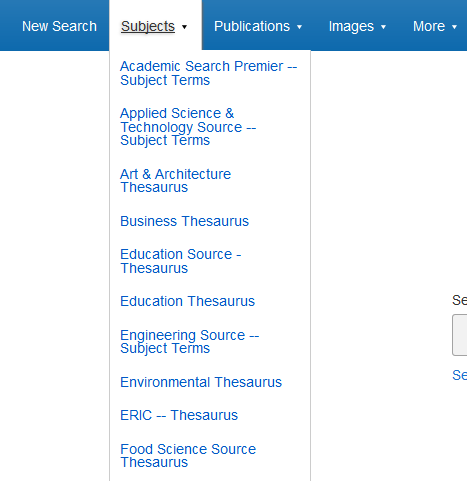 New Search Subjects Publications Images More
Academic Search Premier --
Subject Terms
Applied Science &
Technology Source --
Subject Terms
Art & Architecture
Thesaurus
Business Thesaurus
Education Source -
Thesaurus
Education Thesaurus
Se
Engineering Source --
Subject Terms
Se
Environmental Thesaurus
ERIC -- Thesaurus
Food Science Source
Thesaurus